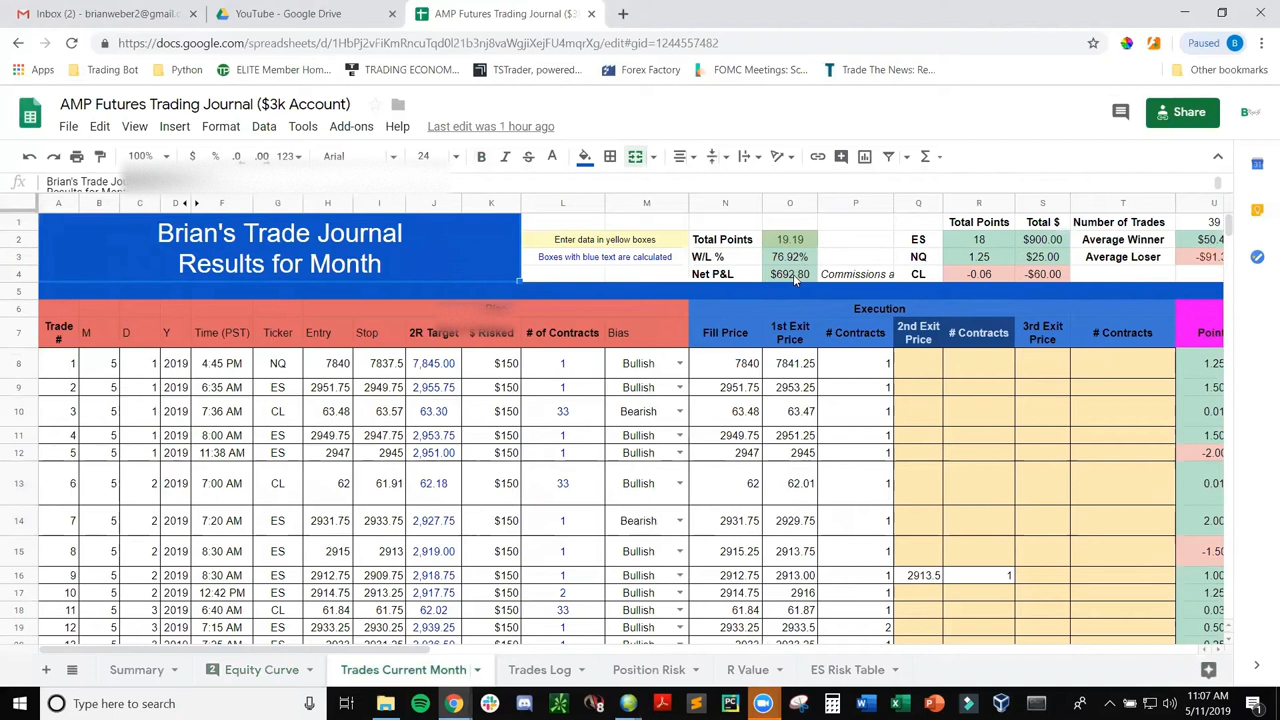 brianweber2@gmail.c
YouTube - Google Drive
AMP Futures Trading Journal ($3k
https://docs.google.com/spreadsheets/d/1HbPj2vFiKmRncuTqd0l21b3nj8vaWgjiXejFU4mqrXg/edit#gid=1244557482
Paused B
Apps Trading Bot Python ELITE Member Hom... TRADING ECONOM... TSTrader, powered... Forex Factory FOMC Meetings: Sc... Trade The News: Re... Other bookmarks
AMP Futures Trading Journal ($3k Account)
Share
File Edit View Insert Format Data Tools Add-ons Help Last edit was 1 hour ago
100% $ % .0 .00 123 Arial 24 B I S A
fx Brian's Trade Jou
A B C D F G H I J K L M N O P Q R S T U
1 Total Points Total $ Number of Trades 39
Brian's Trade Journal
Results for Month
2 Enter data in yellow boxes Total Points 19.19 ES 18 $900.00 Average Winner $50.4
3 Boxes with blue text are calculated W/L % 76.92% NQ 1.25 $25.00 Average Loser -$91.3
4 Net P&L $692.80 Commissions a CL -0.06 -$60.00
5
6 Execution
7 Trade # M D Y Time (PST) Ticker Entry Stop 2R Target $ Risked # of Contracts Bias Fill Price 1st Exit Price # Contracts 2nd Exit Price # Contracts 3rd Exit Price # Contracts Point
8 1 5 1 2019 4:45 PM NQ 7840 7837.5 7,845.00 $150 1 Bullish 7840 7841.25 1 1.25
9 2 5 1 2019 6:35 AM ES 2951.75 2949.75 2,955.75 $150 1 Bullish 2951.75 2953.25 1 1.50
10 3 5 1 2019 7:36 AM CL 63.48 63.57 63.30 $150 33 Bearish 63.48 63.47 1 0.01
11 4 5 1 2019 8:00 AM ES 2949.75 2947.75 2,953.75 $150 1 Bullish 2949.75 2951.25 1 1.50
12 5 5 1 2019 11:38 AM ES 2947 2945 2,951.00 $150 1 Bullish 2947 2945 1 -2.00
13 6 5 2 2019 7:00 AM CL 62 61.91 62.18 $150 33 Bullish 62 62.01 1 0.01
14 7 5 2 2019 7:20 AM ES 2931.75 2933.75 2,927.75 $150 1 Bearish 2931.75 2929.75 1 2.00
15 8 5 2 2019 8:30 AM ES 2915 2913 2,919.00 $150 1 Bullish 2915.25 2913.75 1 -1.50
16 9 5 2 2019 8:30 AM ES 2912.75 2909.75 2,918.75 $150 1 Bullish 2912.75 2913.00 1 2913.5 1 1.00
17 10 5 2 2019 12:42 PM ES 2914.75 2913.25 2,917.75 $150 2 Bullish 2914.75 2916 1 1.25
18 11 5 3 2019 6:40 AM CL 61.84 61.75 62.02 $150 33 Bullish 61.84 61.87 1 0.03
19 12 5 3 2019 7:15 AM ES 2933.25 2930.25 2,939.25 $150 1 Bullish 2933.25 2933.5 2 0.50
Summary 2 Equity Curve Trades Current Month Trades Log Position Risk R Value ES Risk Table
Type here to search
11:07 AM
5/11/2019